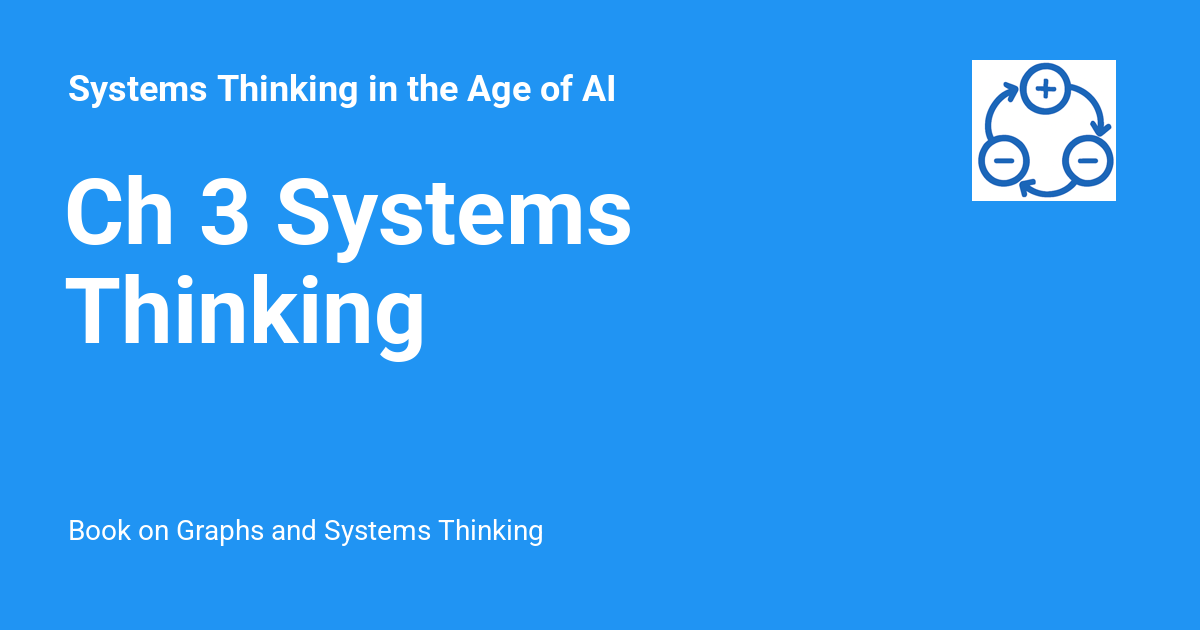 Systems Thinking in the Age of AI
Ch 3 Systems
Thinking
Book on Graphs and Systems Thinking